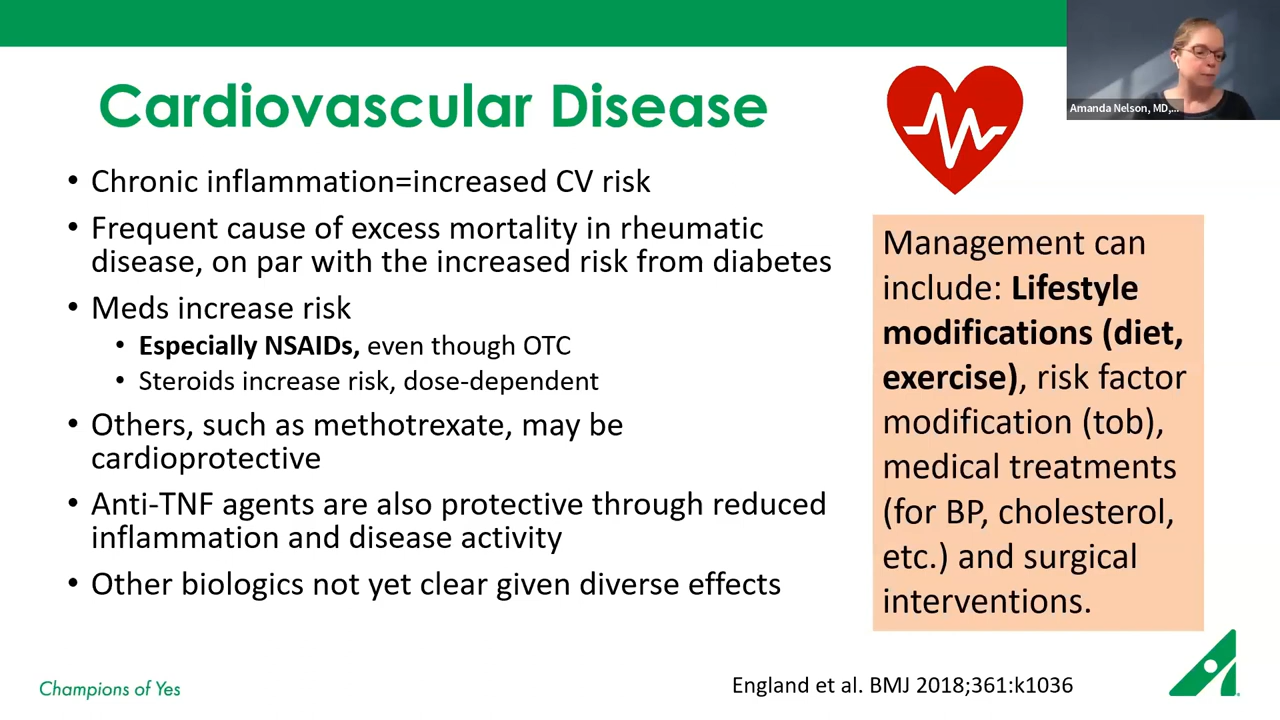 Cardiovascular Disease
Amanda Nelson, MD,...
• Chronic inflammation=increased CV risk
• Frequent cause of excess mortality in rheumatic
disease, on par with the increased risk from diabetes
• Meds increase risk
• Especially NSAIDs, even though OTC
• Steroids increase risk, dose-dependent
• Others, such as methotrexate, may be
cardioprotective
• Anti-TNF agents are also protective through reduced
inflammation and disease activity
• Other biologics not yet clear given diverse effects
Management can
include: Lifestyle
modifications (diet,
exercise), risk factor
modification (tob),
medical treatments
(for BP, cholesterol,
etc.) and surgical
interventions.
Champions of Yes
England et al. BMJ 2018;361:k1036